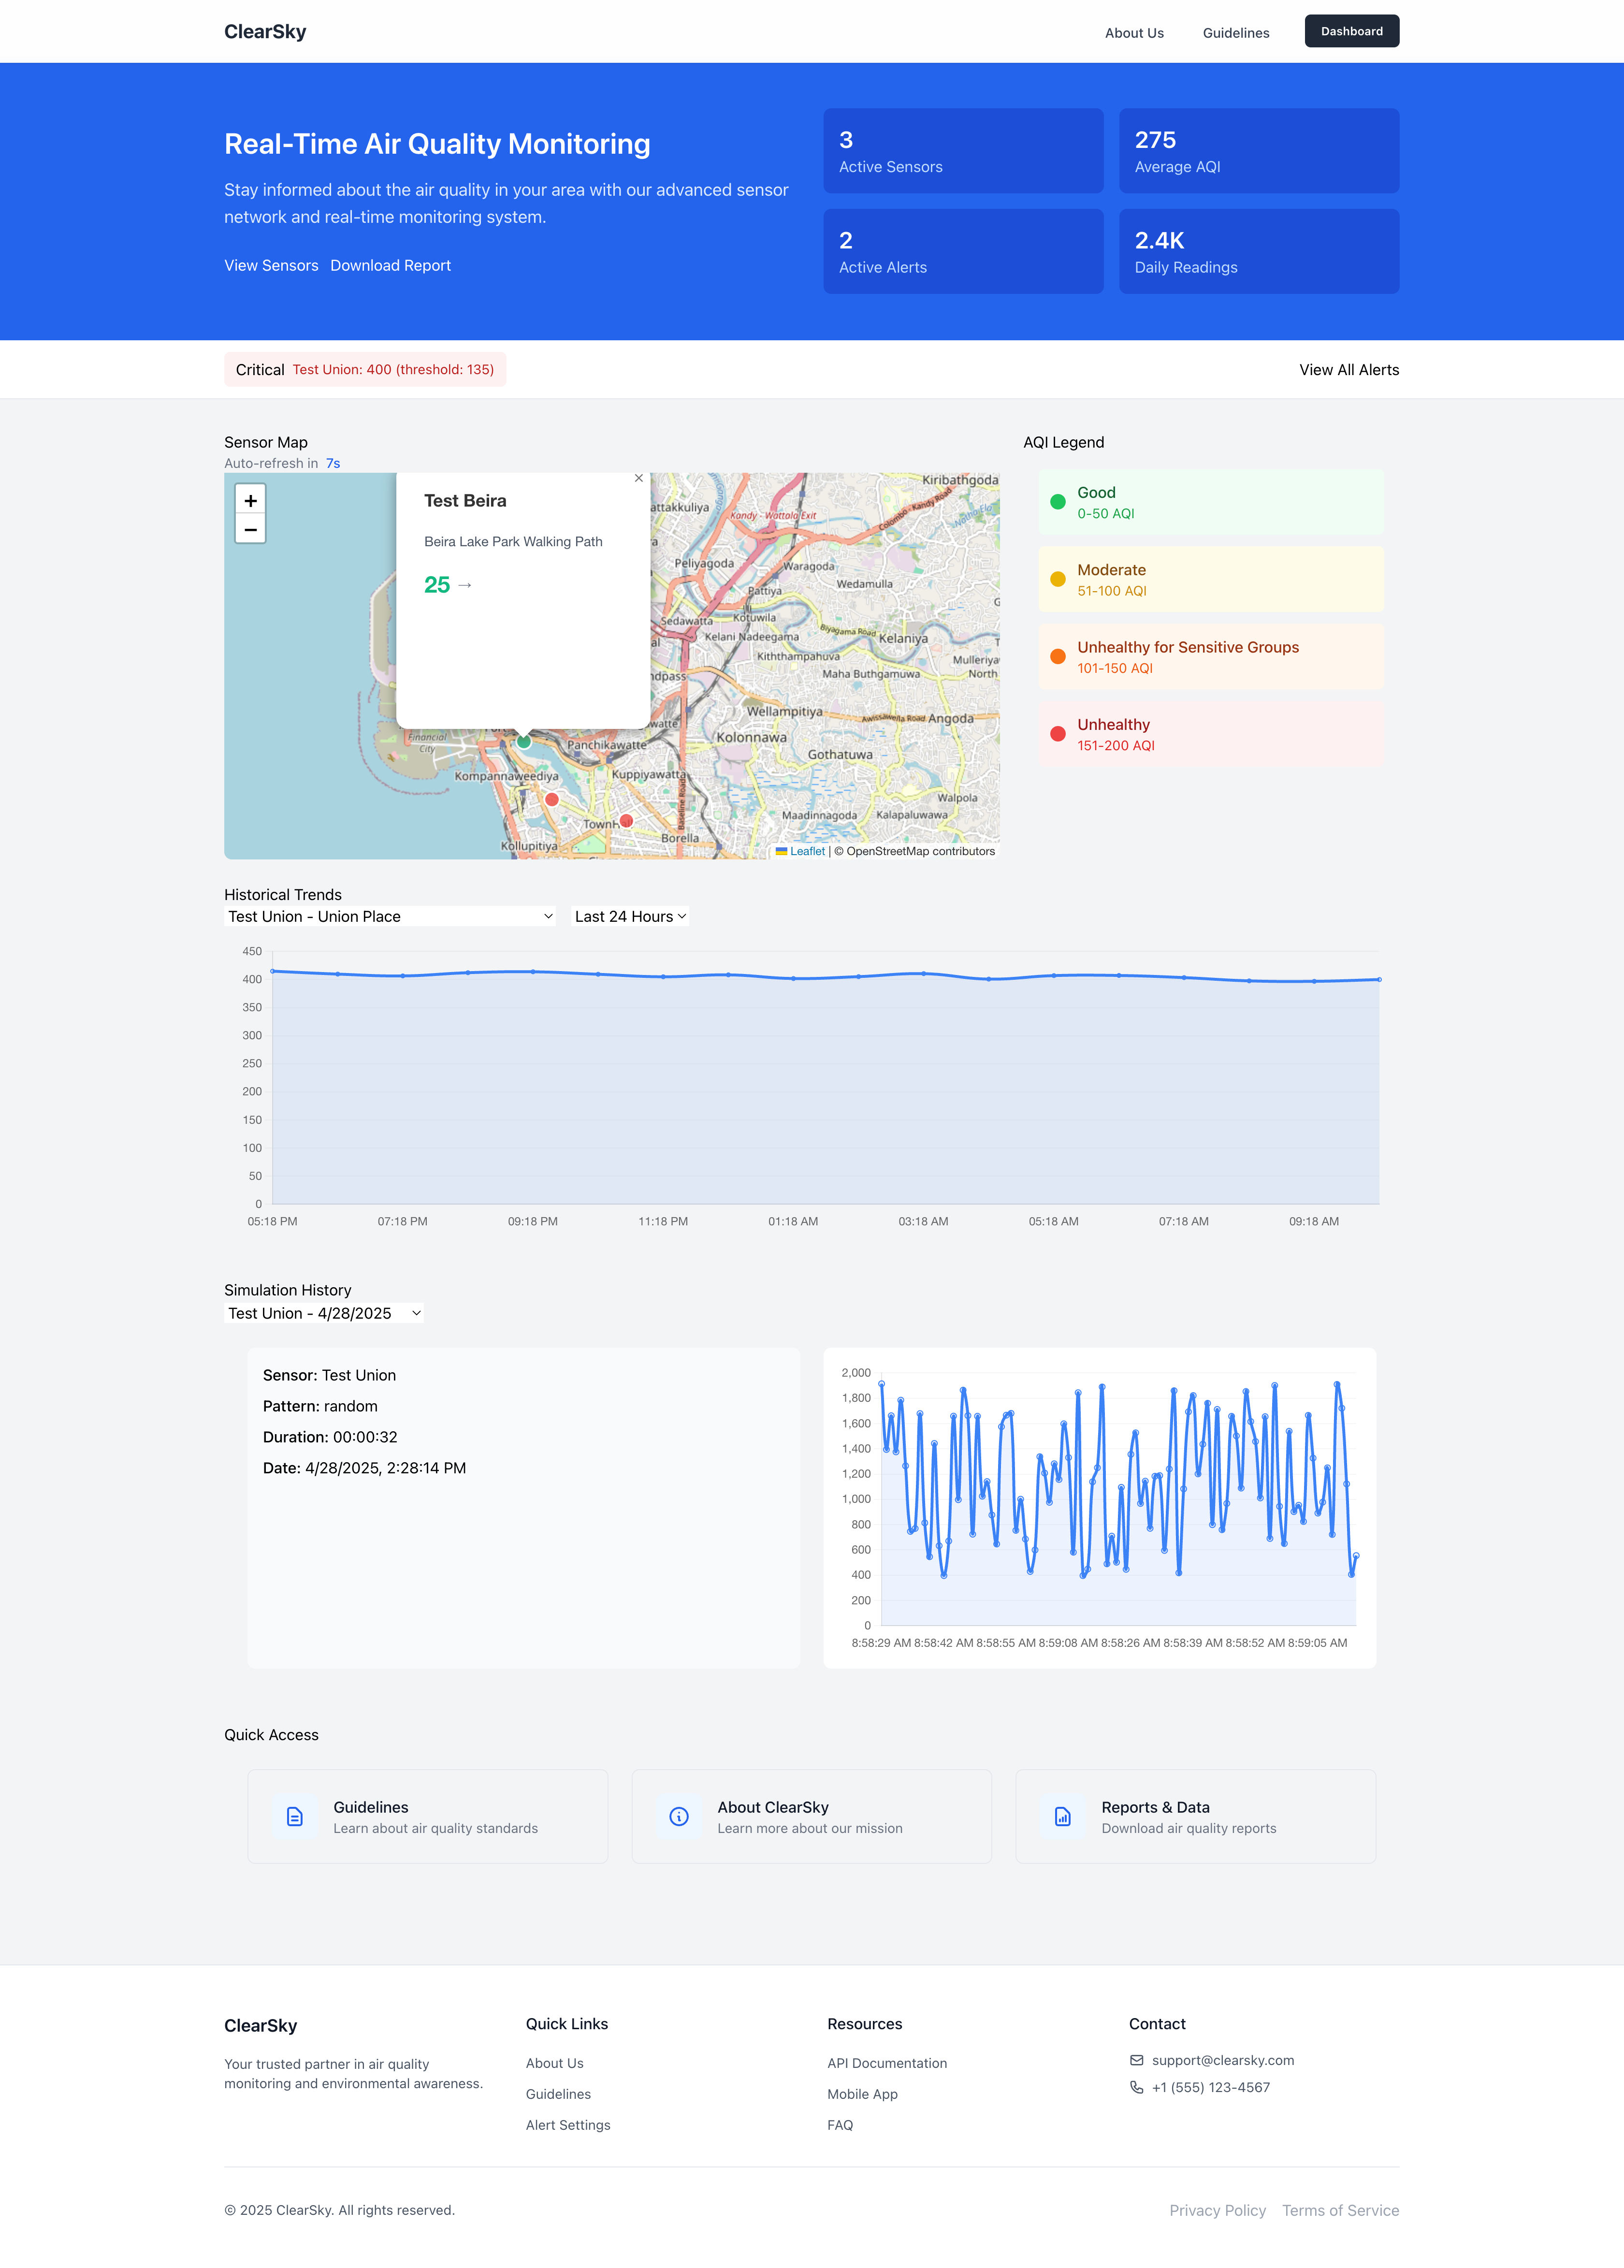 ClearSky
About Us
Guidelines
Dashboard
Real-Time Air Quality Monitoring
Stay informed about the air quality in your area with our advanced sensor
network and real-time monitoring system.
View Sensors
Download Report
3
Active Sensors
275
Average AQI
2
Active Alerts
2.4K
Daily Readings
Critical Test Union: 400 (threshold: 135)
View All Alerts
Sensor Map
Auto-refresh in 7s
+
−
×
Test Beira
Beira Lake Park Walking Path
25 →
Kiribathgoda
attakkuliya
Kandy - Wattala Exit
Colombo - Kandy Road
Peliyagoda
Waragoda
Wedamulla
Pattiya
Sedawatta
Kotuwila
Kelani Nadeegama
Biyagama Road
Kelaniya
Kiththampahuva
Mulleriya
North
Maha Buthgamuwa
ndpass
Wellampitiya
Awissawella Road
Angoda
Kolonnawa
Gothatuwa
Financial
City
Panchikawatte
Kompannaweediya
Kuppiyawatta
Baseline Road
Walpola
Maadinnagoda
Kalapaluwawa
Borella
Kollupitiya
Leaflet | © OpenStreetMap contributors
AQI Legend
Good
0-50 AQI
Moderate
51-100 AQI
Unhealthy for Sensitive Groups
101-150 AQI
Unhealthy
151-200 AQI
Historical Trends
Test Union - Union Place
Last 24 Hours
450
400
350
300
250
200
150
100
50
0
05:18 PM 07:18 PM 09:18 PM 11:18 PM 01:18 AM 03:18 AM 05:18 AM 07:18 AM 09:18 AM
Simulation History
Test Union - 4/28/2025
Sensor: Test Union
Pattern: random
Duration: 00:00:32
Date: 4/28/2025, 2:28:14 PM
2,000
1,800
1,600
1,400
1,200
1,000
800
600
400
200
0
8:58:29 AM 8:58:42 AM 8:58:55 AM 8:59:08 AM 8:58:26 AM 8:58:39 AM 8:58:52 AM 8:59:05 AM
Quick Access
Guidelines
Learn about air quality standards
About ClearSky
Learn more about our mission
Reports & Data
Download air quality reports
ClearSky
Your trusted partner in air quality
monitoring and environmental awareness.
Quick Links
About Us
Guidelines
Alert Settings
Resources
API Documentation
Mobile App
FAQ
Contact
support@clearsky.com
+1 (555) 123-4567
© 2025 ClearSky. All rights reserved.
Privacy Policy
Terms of Service